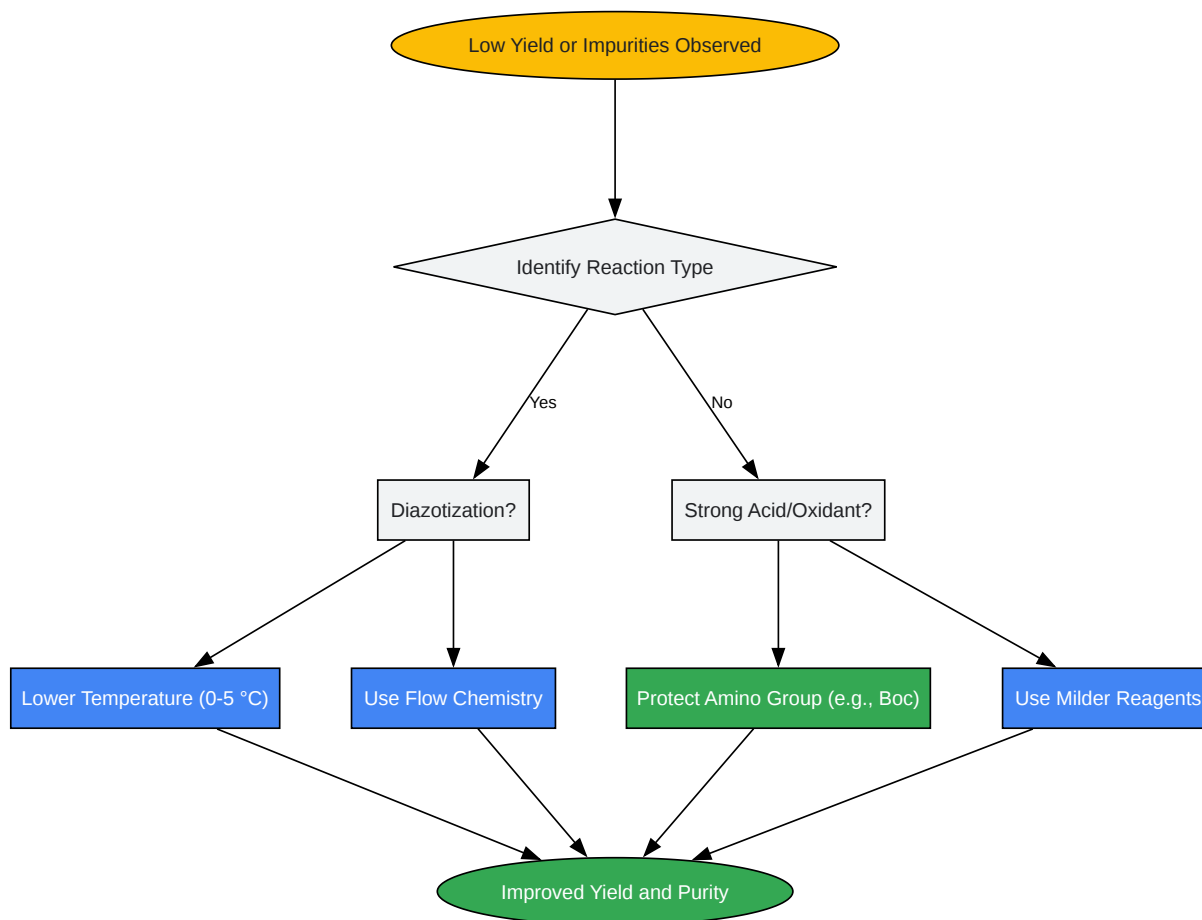 Low Yield or Impurities Observed
Identify Reaction Type
Yes
No
Diazotization?
Strong Acid/Oxidant?
Lower Temperature (0-5 °C)
Use Flow Chemistry
Protect Amino Group (e.g., Boc)
Use Milder Reagents
Improved Yield and Purity